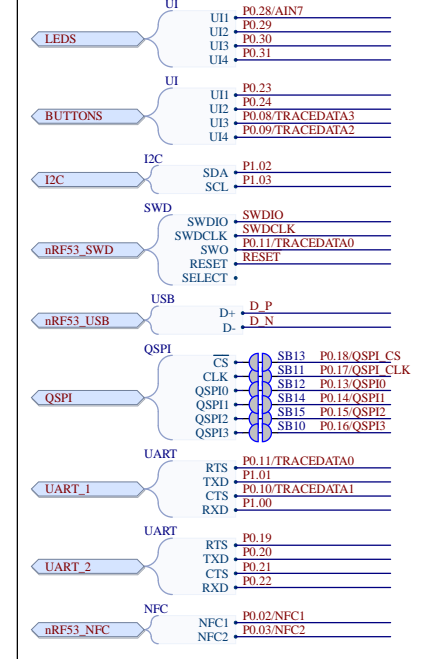 UI
LEDS
UI1 P0.28/AIN7
UI2 P0.29
UI3 P0.30
UI4 P0.31
UI
BUTTONS
UI1 P0.23
UI2 P0.24
UI3 P0.08/TRACEDATA3
UI4 P0.09/TRACEDATA2
I2C
I2C
SDA P1.02
SCL P1.03
SWD
nRF53_SWD
SWDIO SWDIO
SWDCLK SWDCLK
SWO P0.11/TRACEDATA0
RESET RESET
SELECT
USB
nRF53_USB
D+ D_P
D- D_N
QSPI
QSPI
CS SB13 P0.18/QSPI_CS
CLK SB11 P0.17/QSPI_CLK
QSPI0 SB12 P0.13/QSPI0
QSPI1 SB14 P0.14/QSPI1
QSPI2 SB15 P0.15/QSPI2
QSPI3 SB10 P0.16/QSPI3
UART
UART_1
RTS P0.11/TRACEDATA0
TXD P1.01
CTS P0.10/TRACEDATA1
RXD P1.00
UART
UART_2
RTS P0.19
TXD P0.20
CTS P0.21
RXD P0.22
NFC
nRF53_NFC
NFC1 P0.02/NFC1
NFC2 P0.03/NFC2